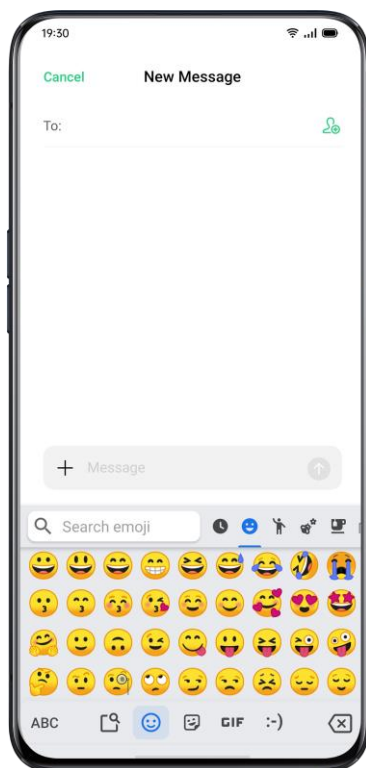 19:30
Cancel New Message
To:
Message
Search emoji
ABC GIF :-)